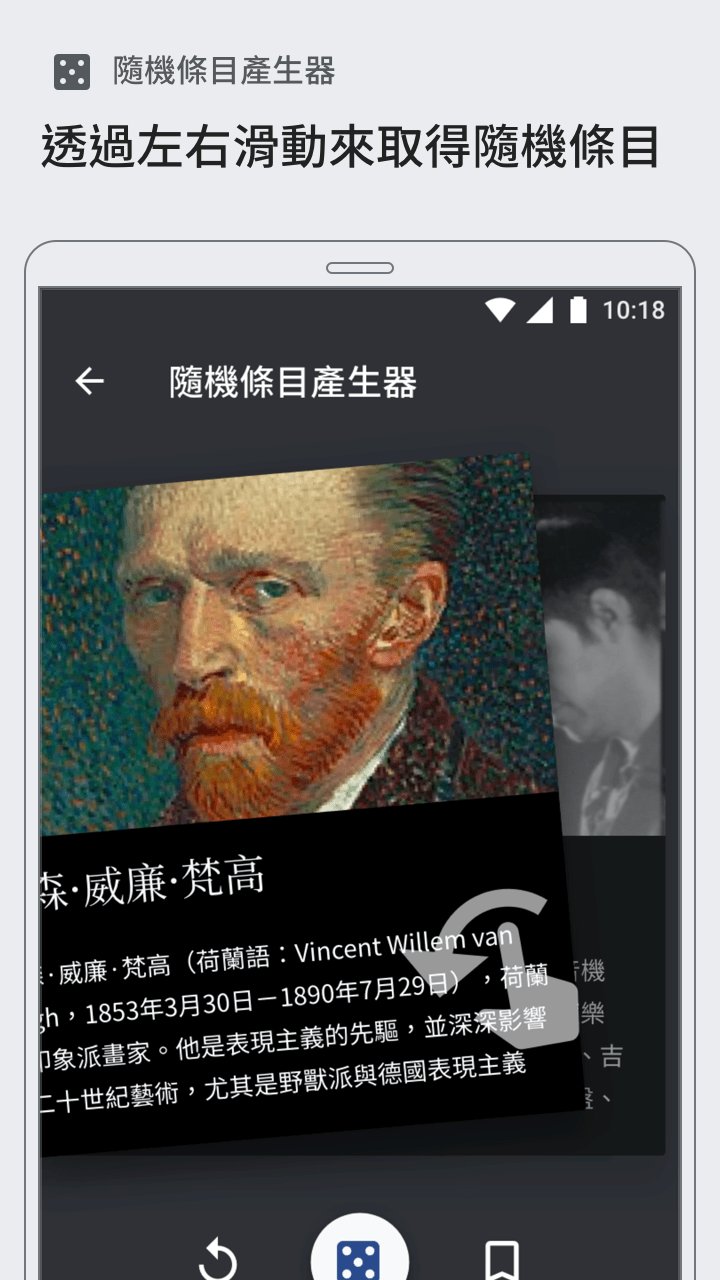 隨機條目產生器
透過左右滑動來取得隨機條目
10:18
隨機條目產生器
森·威廉·梵高
·威廉·梵高（荷蘭語：Vincent Willem van
gh，1853年3月30日－1890年7月29日），荷蘭
印象派畫家。他是表現主義的先驅，並深深影響
二十世紀藝術，尤其是野獸派與德國表現主義
機
樂
、吉
、